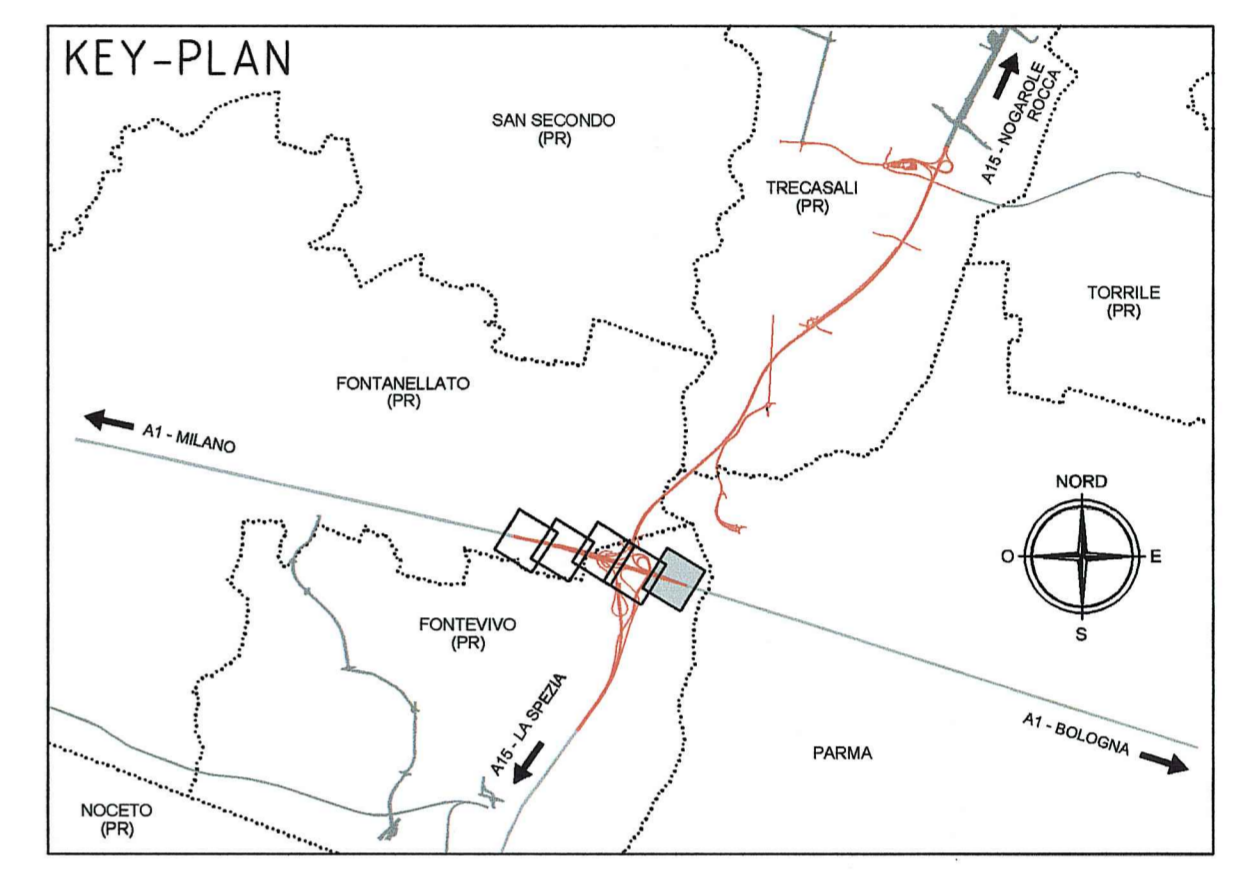 KEY-PLAN
SAN SECONDO
(PR)
A15 - NOGAROLE
ROCCA
TRECASALI
(PR)
TORRILE
(PR)
FONTANELLATO
(PR)
A1 - MILANO
NORD
O
E
S
FONTEVIVO
(PR)
A15 - LA SPEZIA
A1 - BOLOGNA
PARMA
NOCETO
(PR)